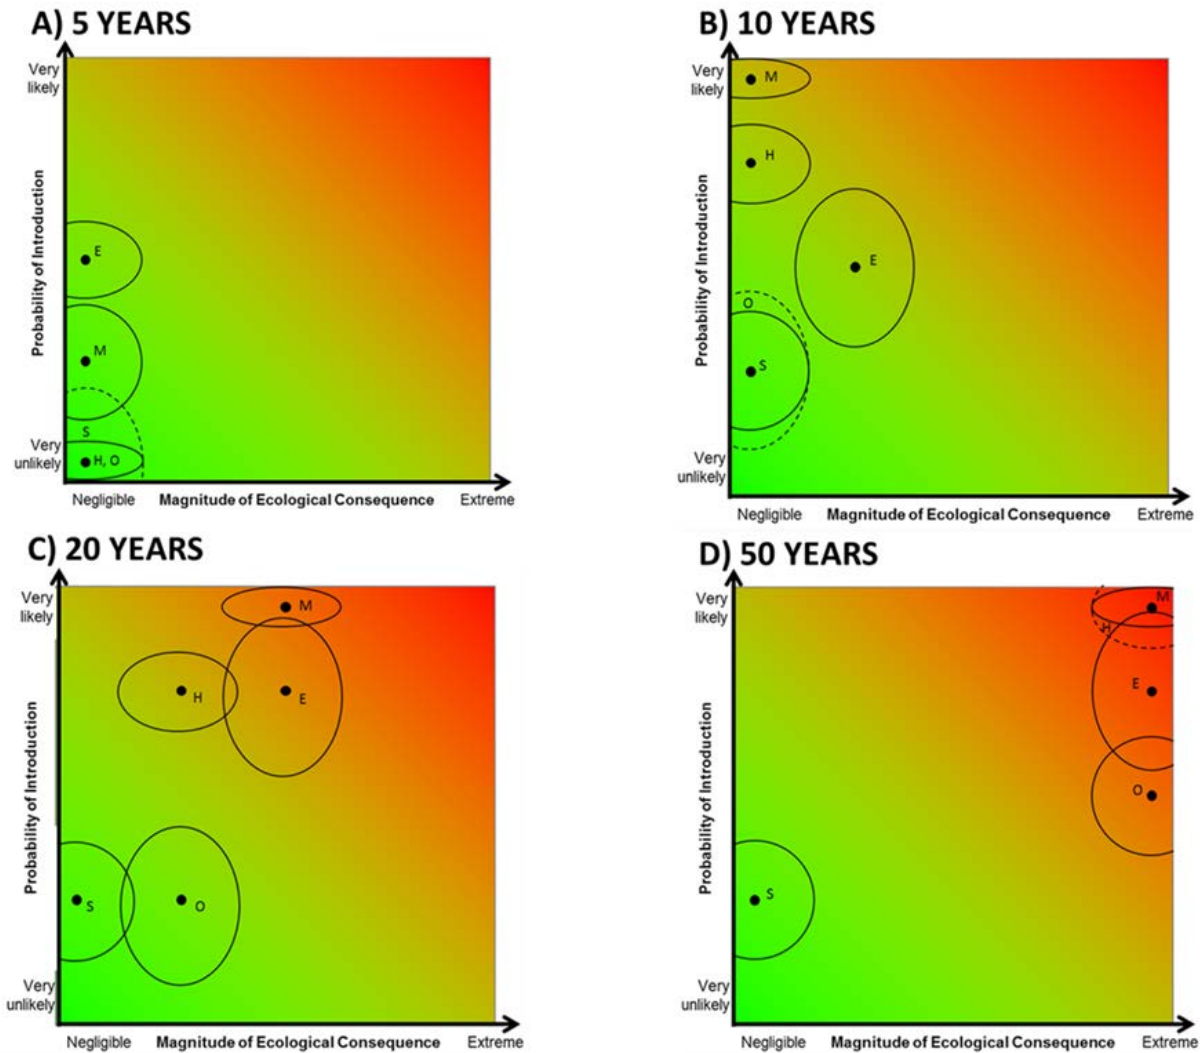 A) 5 YEARS
Very
likely
Probability of Introduction
E
M
S
H, O
Very
unlikely
Negligible
Magnitude of Ecological Consequence
Extreme
B) 10 YEARS
Very
likely
Probability of Introduction
M
H
E
O
S
Very
unlikely
Negligible
Magnitude of Ecological Consequence
Extreme
C) 20 YEARS
Very
likely
Probability of Introduction
M
H
E
S
O
Very
unlikely
Negligible
Magnitude of Ecological Consequence
Extreme
D) 50 YEARS
Very
likely
Probability of Introduction
M
H
E
O
S
Very
unlikely
Negligible
Magnitude of Ecological Consequence
Extreme